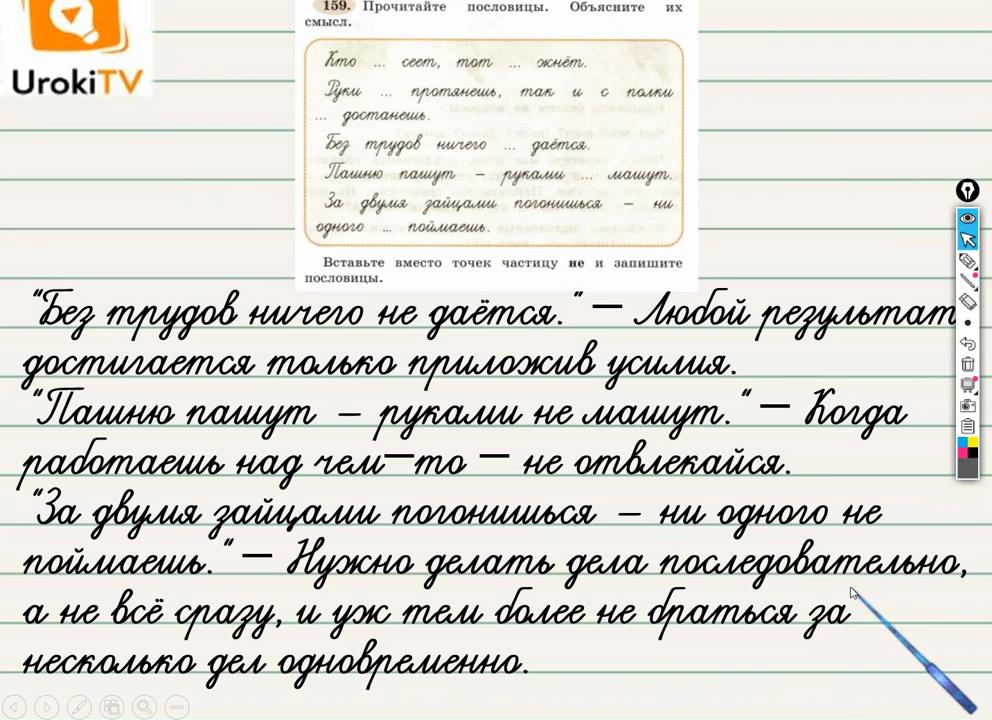 159. Прочитайте пословицы. Объясните их
смысл.
Кто ... сеет, тот ... жнёт.
Руки ... протянешь, так и с полки
... достанешь.
Без трудов ничего ... даётся.
Пашню пашут – руками ... машут.
За двумя зайцами погонишься – ни
одного ... поймаешь.
Вставьте вместо точек частицу не и запишите
пословицы.
UrokiTV
"Без трудов ничего не даётся." — Любой результат
достигается только приложив усилия.
"Пашню пашут – руками не машут." — Когда
работаешь над чем—то — не отвлекайся.
"За двумя зайцами погонишься – ни одного не
поймаешь." — Нужно делать дела последовательно,
а не всё сразу, и уж тем более не браться за
несколько дел одновременно.